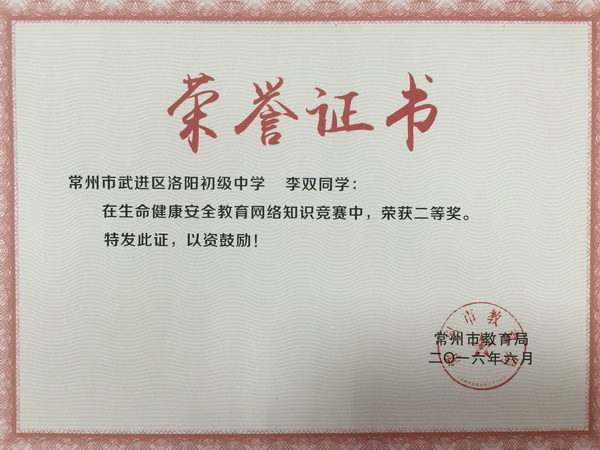 荣誉证书
常州市武进区洛阳初级中学 李双同学：
在生命健康安全教育网络知识竞赛中，荣获二等奖。
特发此证，以资鼓励！
常州市教育局
二〇一六年六月